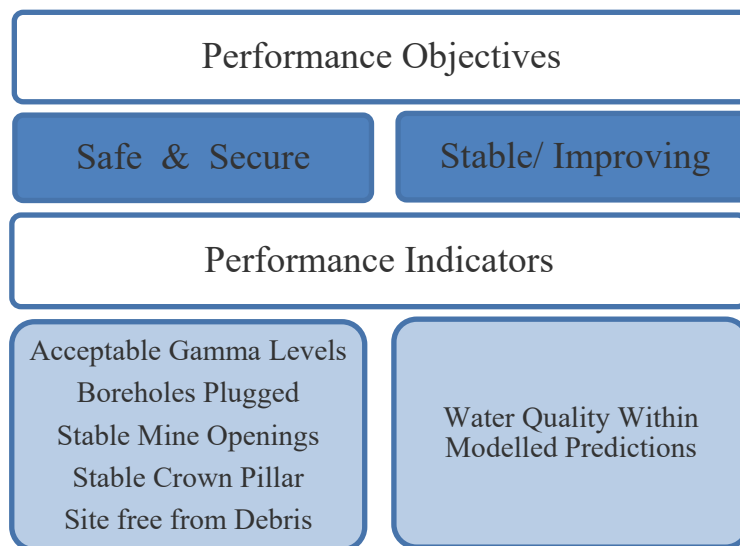 Performance Objectives
Safe & Secure
Stable/ Improving
Performance Indicators
Acceptable Gamma Levels
Boreholes Plugged
Stable Mine Openings
Stable Crown Pillar
Site free from Debris
Water Quality Within
Modelled Predictions